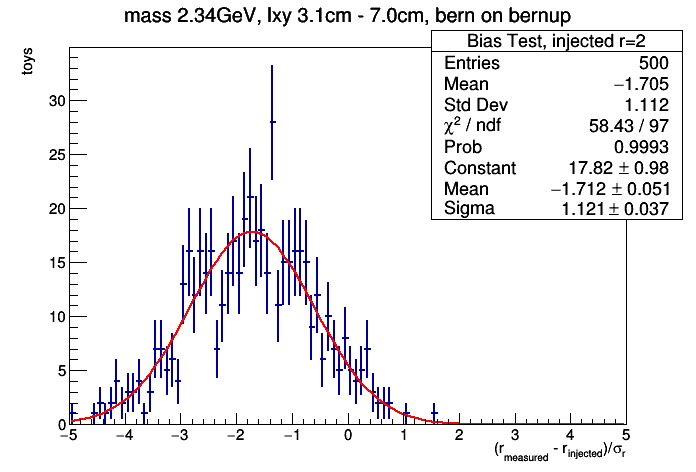 mass 2.34GeV, lxy 3.1cm - 7.0cm, bern on bernup
Bias Test, injected r=2
Entries 500
Mean −1.705
Std Dev 1.112
χ² / ndf 58.43 / 97
Prob 0.9993
Constant 17.82 ± 0.98
Mean −1.712 ± 0.051
Sigma 1.121 ± 0.037
toys
30
25
20
15
10
5
0
−5 −4 −3 −2 −1 0 1 2 3 4 5
(r_measured - r_injected)/σ_r